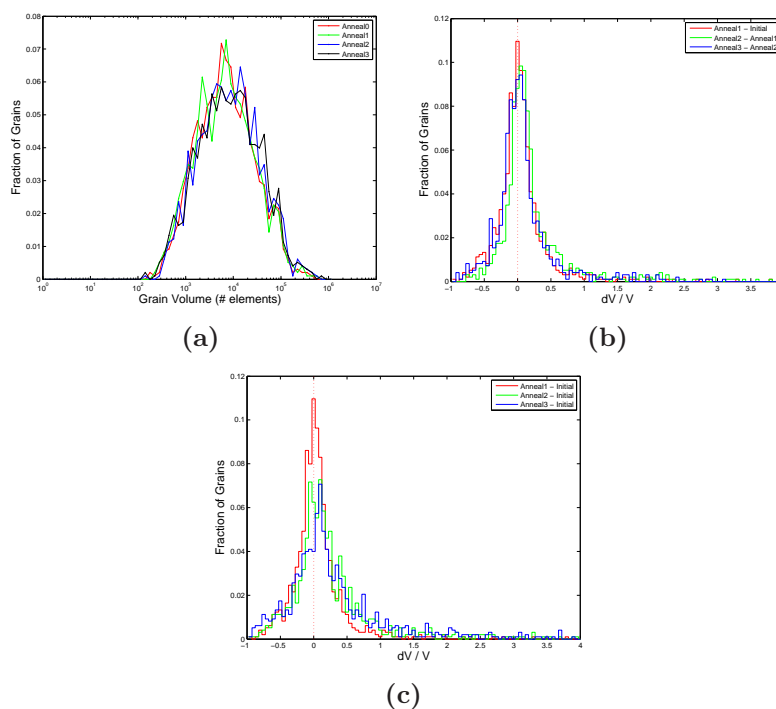 0.08
0.07
0.06
0.05
0.04
0.03
0.02
0.01
0
Fraction of Grains
Anneal0
Anneal1
Anneal2
Anneal3
10^0 10^1 10^2 10^3 10^4 10^5 10^6 10^7
Grain Volume (# elements)
(a)
0.12
0.1
0.08
0.06
0.04
0.02
0
Fraction of Grains
Anneal1 − Initial
Anneal2 − Anneal1
Anneal3 − Anneal2
−1 −0.5 0 0.5 1 1.5 2 2.5 3 3.5
dV / V
(b)
0.12
0.1
0.08
0.06
0.04
0.02
0
Fraction of Grains
Anneal1 − Initial
Anneal2 − Initial
Anneal3 − Initial
−1 −0.5 0 0.5 1 1.5 2 2.5 3 3.5 4
dV / V
(c)